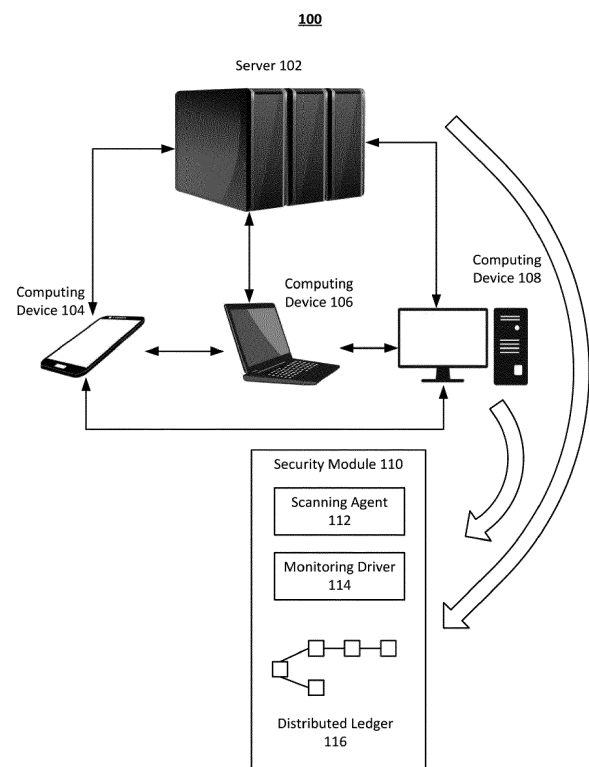 100
Server 102
Computing
Device 104
Computing
Device 106
Computing
Device 108
Security Module 110
Scanning Agent
112
Monitoring Driver
114
Distributed Ledger
116